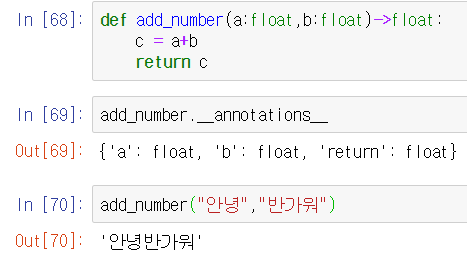 In [68]: def add_number(a:float,b:float)->float:
    c = a+b
    return c
In [69]: add_number.__annotations__
Out[69]: {'a': float, 'b': float, 'return': float}
In [70]: add_number("안녕","반가워")
Out[70]: '안녕반가워'